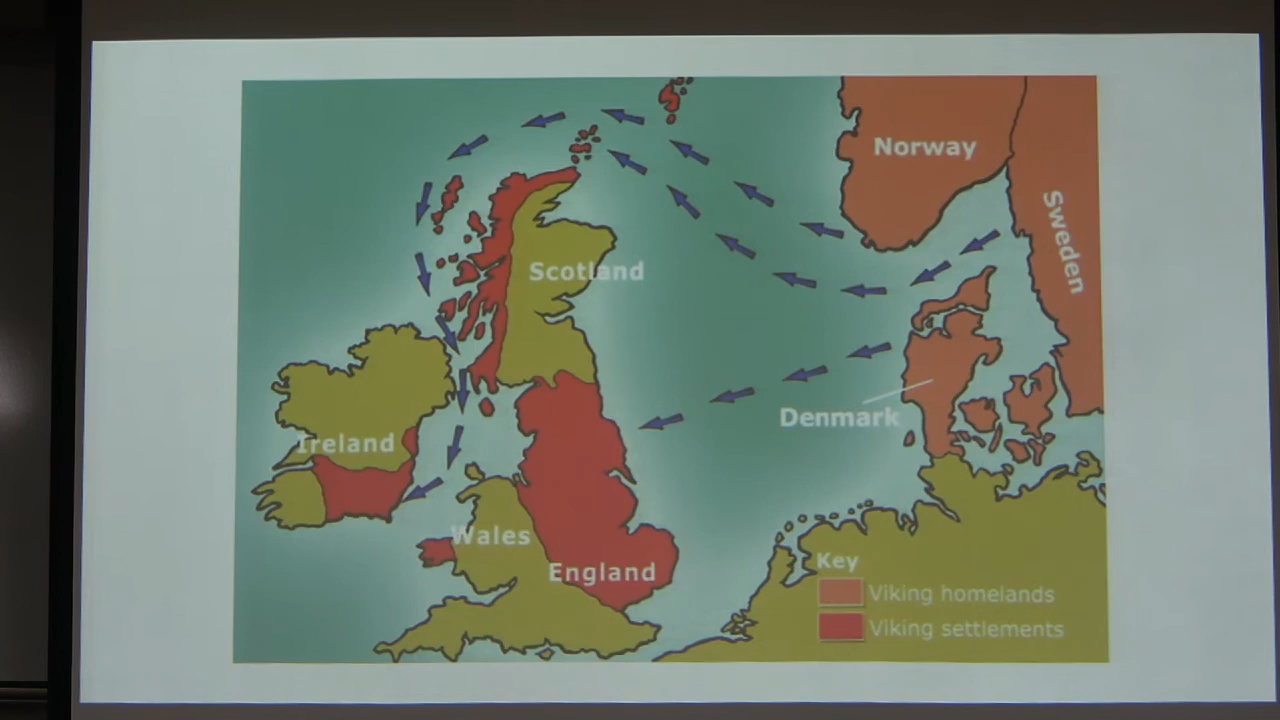 Norway
Sweden
Scotland
Denmark
Ireland
Wales
England
Key
Viking homelands
Viking settlements